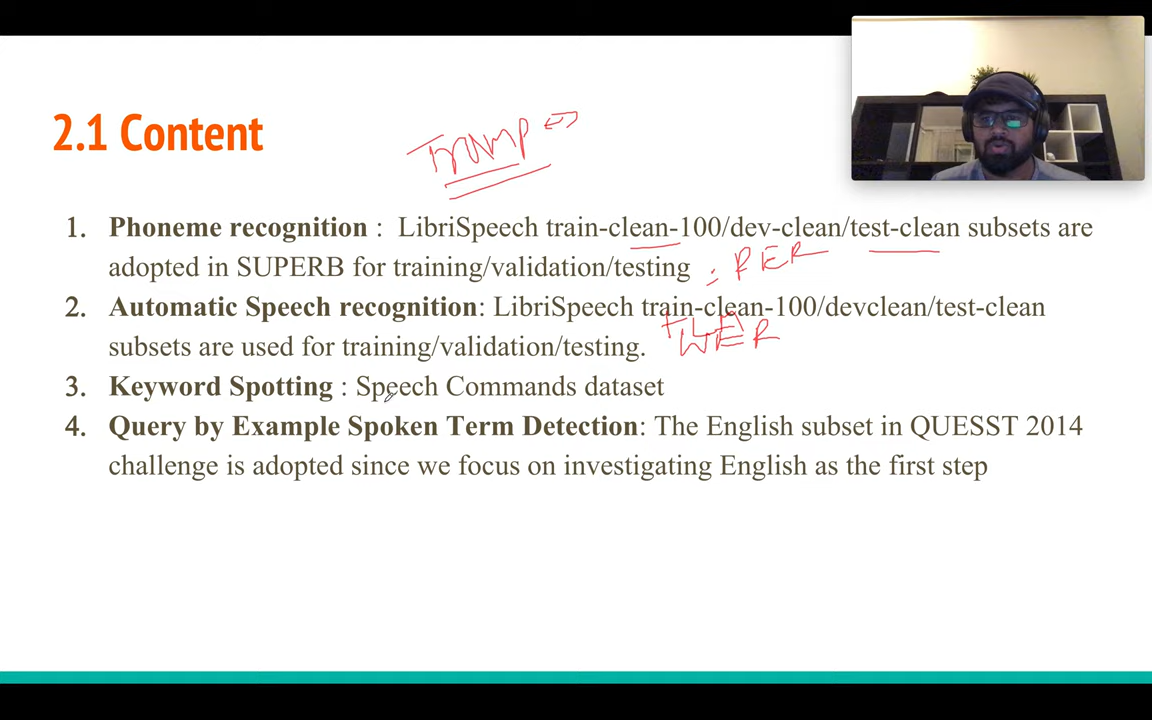 2.1 Content
Tramp
1. Phoneme recognition : LibriSpeech train-clean-100/dev-clean/test-clean subsets are
adopted in SUPERB for training/validation/testing : PER
2. Automatic Speech recognition: LibriSpeech train-clean-100/devclean/test-clean
subsets are used for training/validation/testing. WER
3. Keyword Spotting : Speech Commands dataset
4. Query by Example Spoken Term Detection: The English subset in QUESST 2014
challenge is adopted since we focus on investigating English as the first step